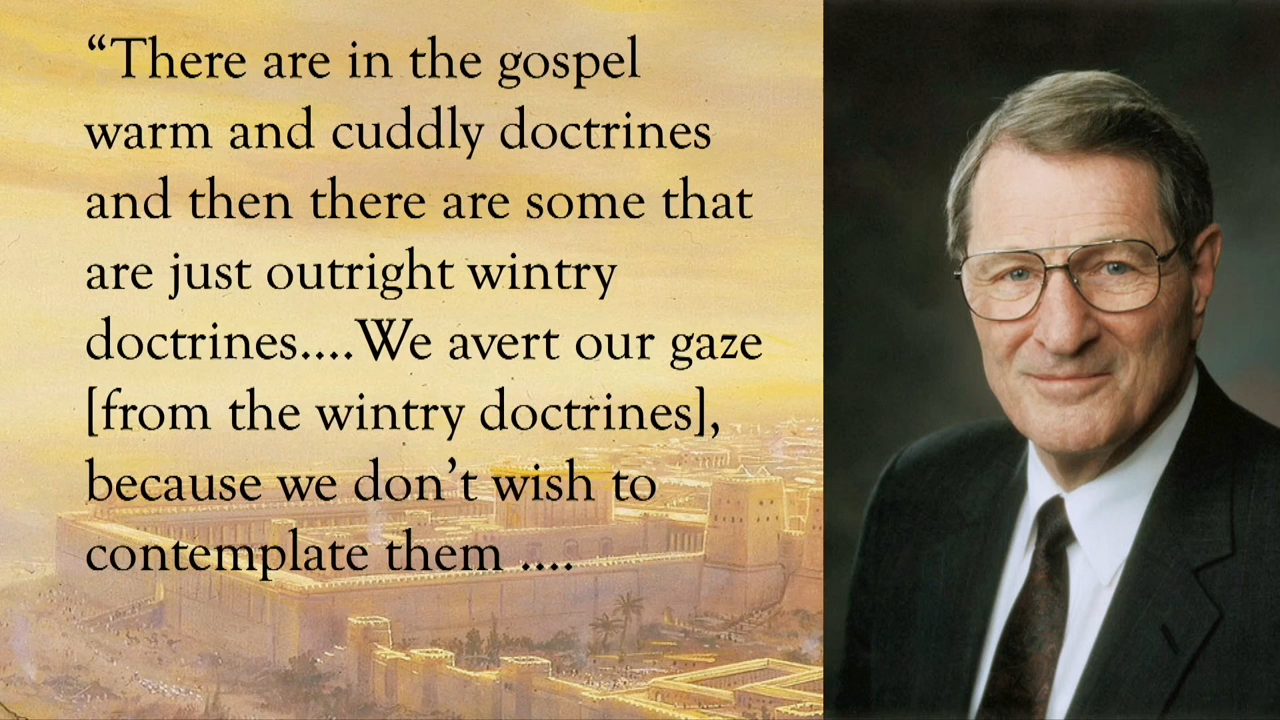 “There are in the gospel
warm and cuddly doctrines
and then there are some that
are just outright wintry
doctrines....We avert our gaze
[from the wintry doctrines],
because we don’t wish to
contemplate them ....